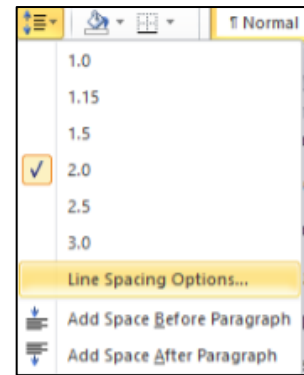 ¶ Normal
1.0
1.15
1.5
2.0
2.5
3.0
Line Spacing Options...
Add Space Before Paragraph
Add Space After Paragraph